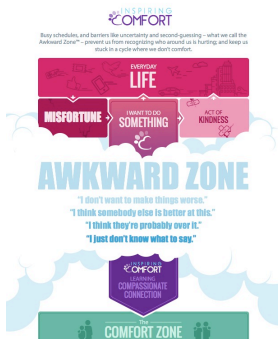 INSPIRING
COMFORT
Busy schedules, and barriers like uncertainty and second-guessing – what we call the
Awkward Zone™ – prevent us from recognizing who around us is hurting; and keep us
stuck in a cycle where we don't comfort.
EVERYDAY
LIFE
MISFORTUNE
I WANT TO DO
SOMETHING
ACT OF
KINDNESS
AWKWARD ZONE
"I don't want to make things worse."
"I think somebody else is better at this."
"I think they're probably over it."
"I just don't know what to say."
INSPIRING
COMFORT
LEARNING
COMPASSIONATE
CONNECTION
The
COMFORT ZONE